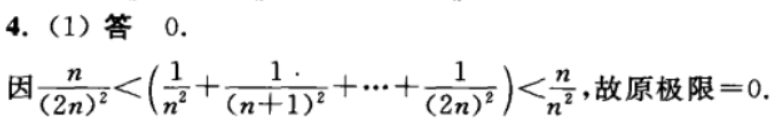 4. (1) 答 0.
因 $\frac{n}{(2n)^2} < \left(\frac{1}{n^2} + \frac{1}{(n+1)^2} + \cdots + \frac{1}{(2n)^2}\right) < \frac{n}{n^2}$,故原极限=0.